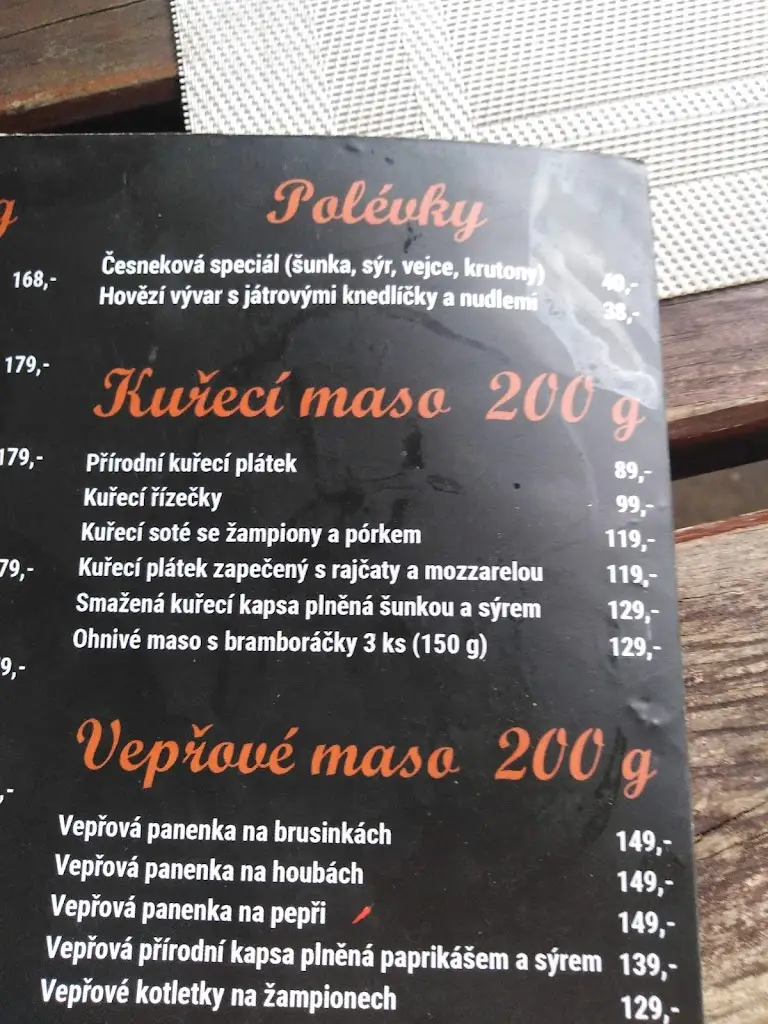 g
168,-
179,-
179,-
79,-
9,-
,-
Polévky
Česneková speciál (šunka, sýr, vejce, krutony) 40,-
Hovězí vývar s játrovými knedlíčky a nudlemi 38,-
Kuřecí maso 200 g
Přírodní kuřecí plátek 89,-
Kuřecí řízečky 99,-
Kuřecí soté se žampiony a pórkem 119,-
Kuřecí plátek zapečený s rajčaty a mozzarelou 119,-
Smažená kuřecí kapsa plněná šunkou a sýrem 129,-
Ohnivé maso s bramboráčky 3 ks (150 g) 129,-
Vepřové maso 200 g
Vepřová panenka na brusinkách 149,-
Vepřová panenka na houbách 149,-
Vepřová panenka na pepři 149,-
Vepřová přírodní kapsa plněná paprikášem a sýrem 139,-
Vepřové kotletky na žampionech 129,-